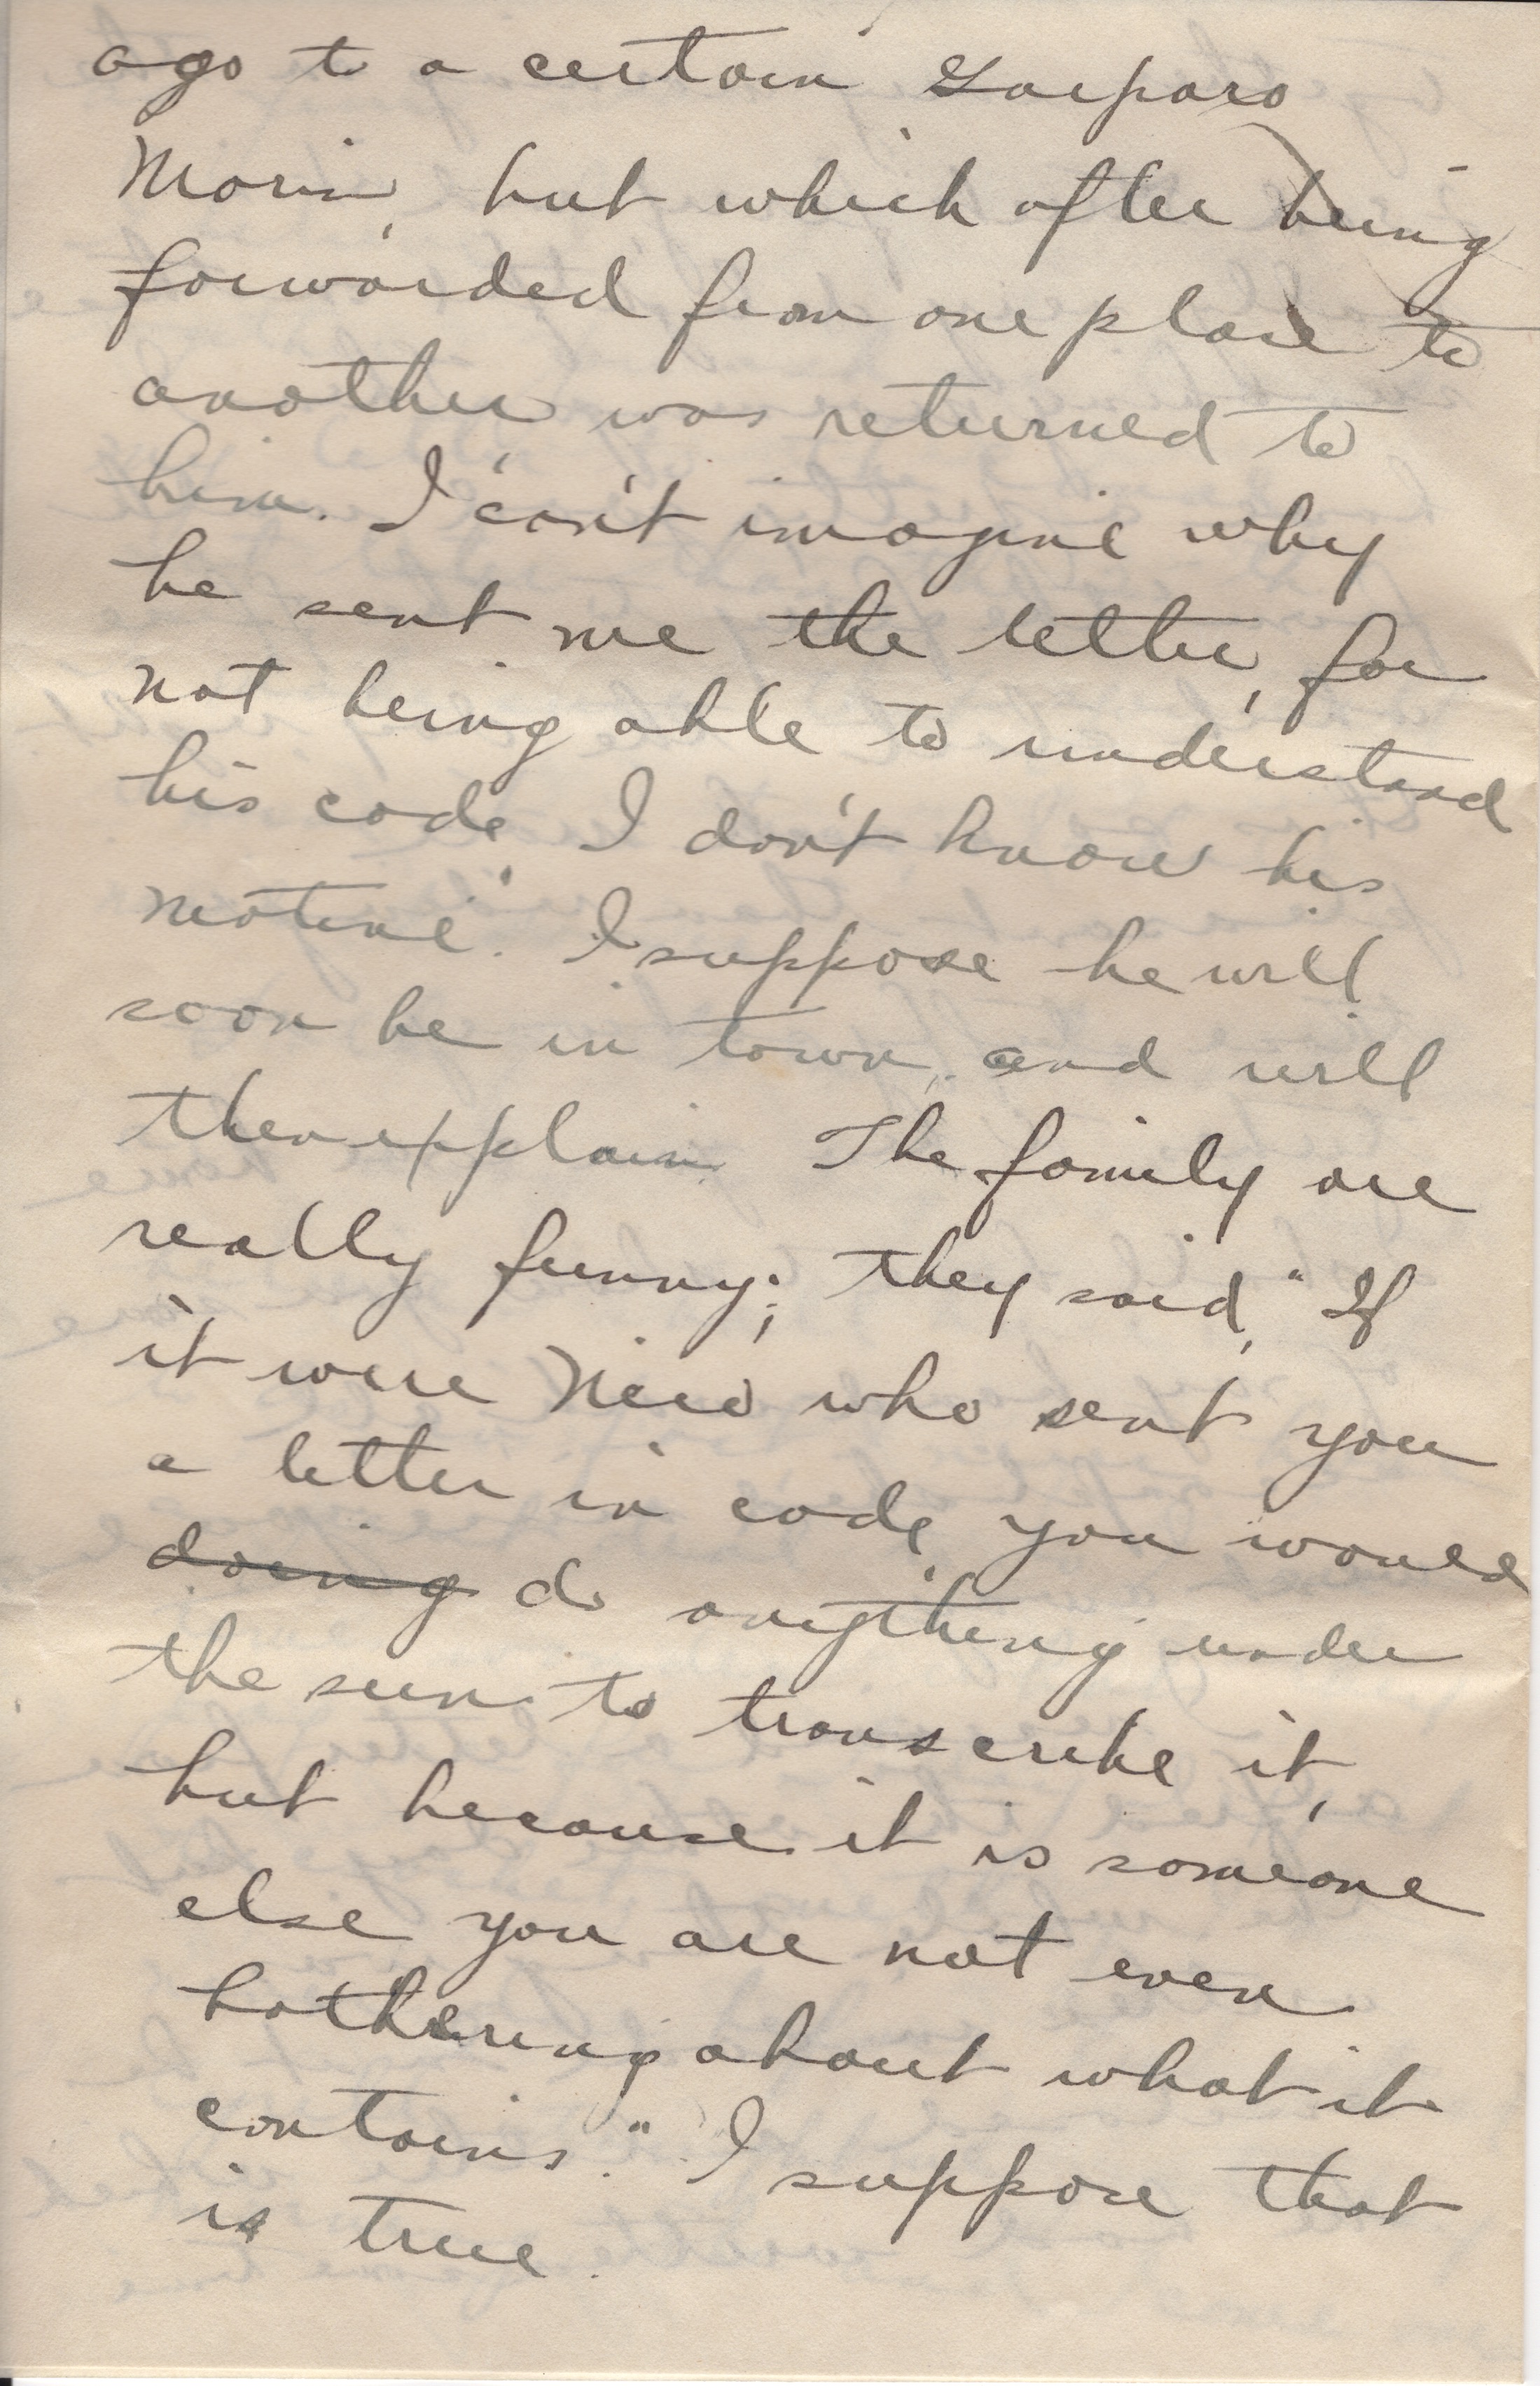 ago to a certain Gasparo
Morin, but which after being
forwarded from one place to
another was returned to
him. I can't imagine why
he sent me the letter, for
not being able to understand
his code, I don't know his
motive. I suppose he will
soon be in town, and will
then explain. The family are
really funny; they said, "If
it were Nino who sent you
a letter in code, you would
doing do anything under
the sun to transcribe it,
but because it is someone
else you are not even
bothering about what it
contains." I suppose that
is true.